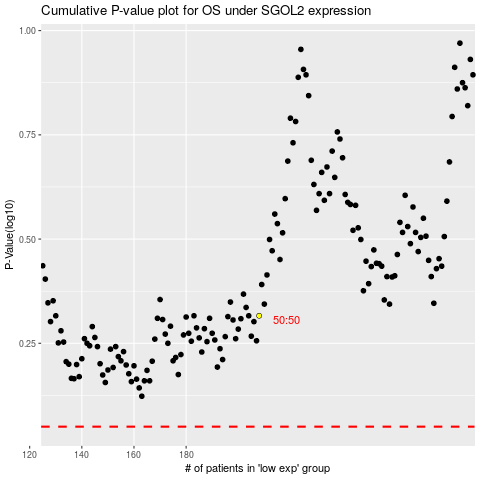 Cumulative P-value plot for OS under SGOL2 expression
P-Value(log10)
1.00
0.75
0.50
0.25
50:50
120 140 160 180
# of patients in 'low exp' group